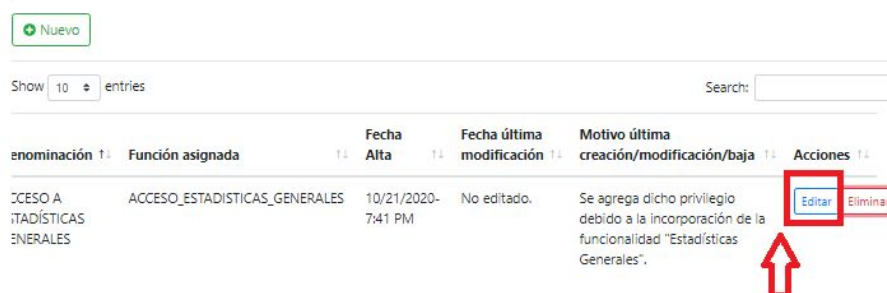 Nuevo
Show 10 entries
Search:
enominación Función asignada Fecha Alta Fecha última modificación Motivo última creación/modificación/baja Acciones
CCESO A ACCESO_ESTADISTICAS_GENERALES 10/21/2020- No editado. Se agrega dicho privilegio Editar Eliminar
STADÍSTICAS 7:41 PM debido a la incorporación de la
ENERALES funcionalidad "Estadísticas
Generales".